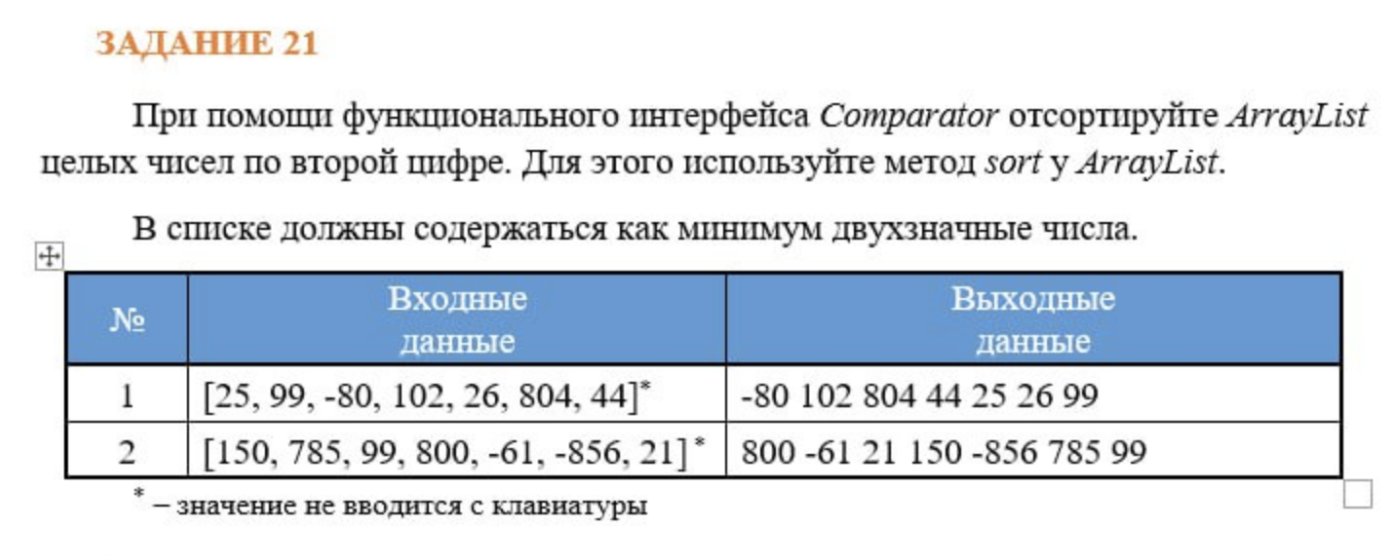 ЗАДАНИЕ 21
При помощи функционального интерфейса Comparator отсортируйте ArrayList
целых чисел по второй цифре. Для этого используйте метод sort у ArrayList.
В списке должны содержаться как минимум двухзначные числа.
№
Входные
данные
Выходные
данные
1
[25, 99, -80, 102, 26, 804, 44]*
-80 102 804 44 25 26 99
2
[150, 785, 99, 800, -61, -856, 21]*
800 -61 21 150 -856 785 99
* – значение не вводится с клавиатуры